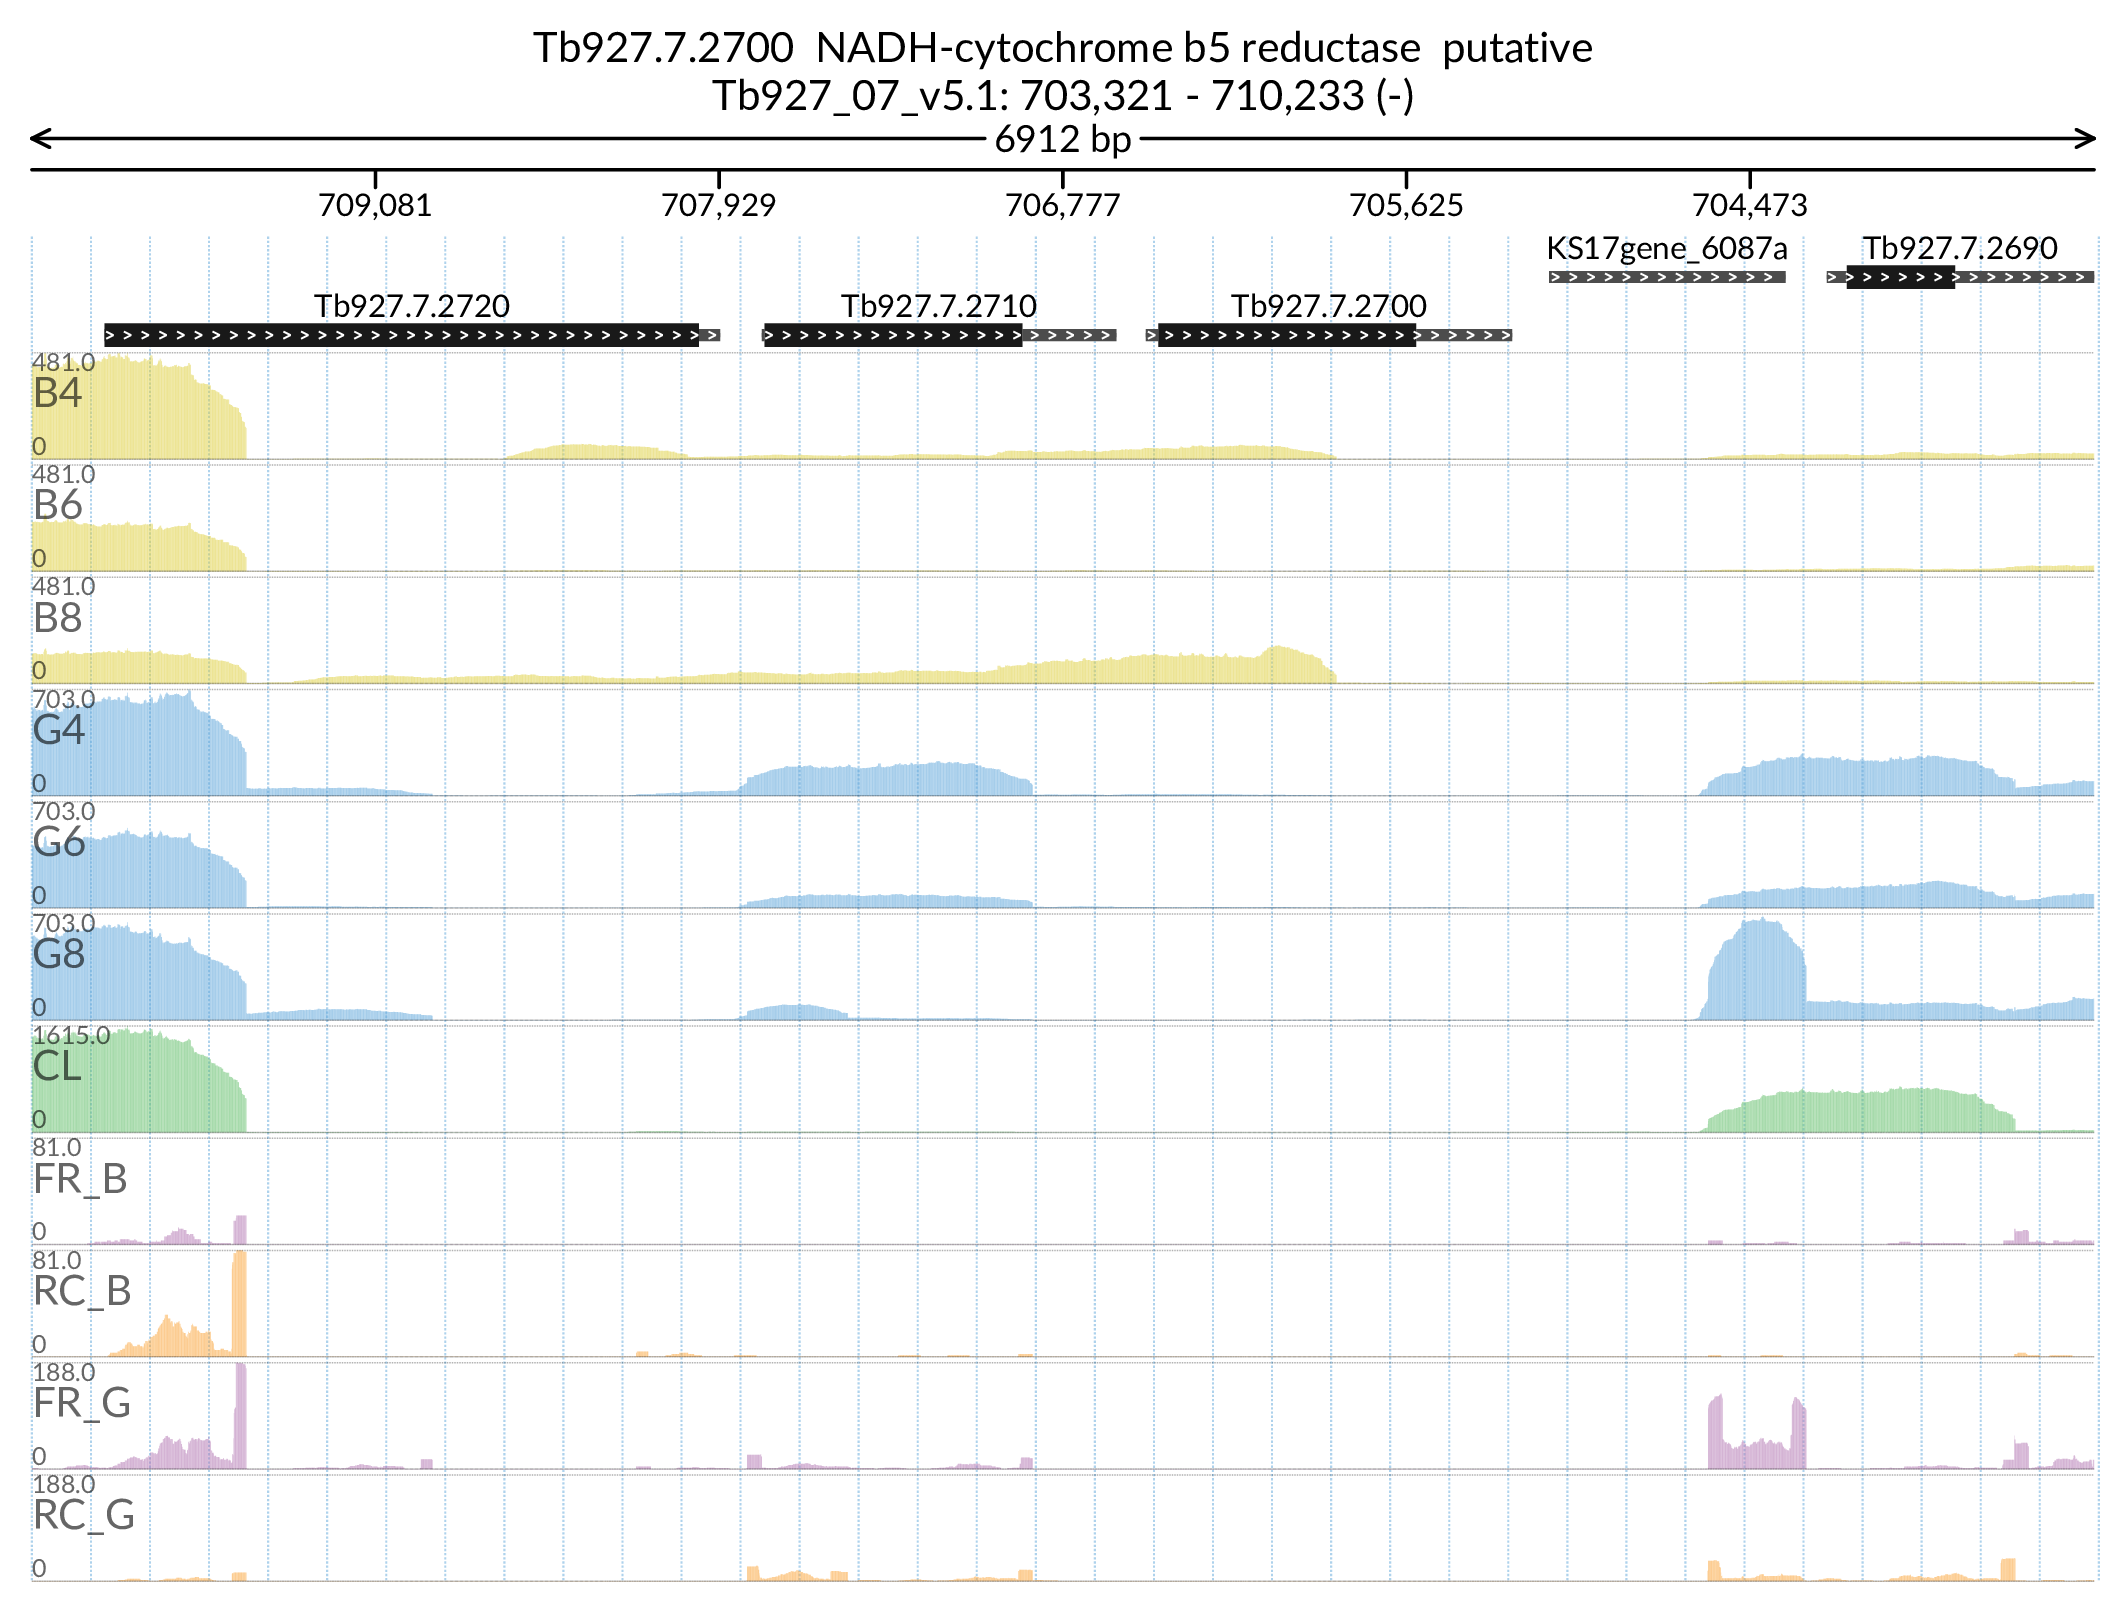 Tb927.7.2700  NADH-cytochrome b5 reductase  putative
Tb927_07_v5.1: 703,321 - 710,233 (-)
6912 bp
709,081 707,929 706,777 705,625 704,473
KS17gene_6087a Tb927.7.2690
Tb927.7.2720 Tb927.7.2710 Tb927.7.2700
481.0
B4
0
481.0
B6
0
481.0
B8
0
703.0
G4
0
703.0
G6
0
703.0
G8
0
1615.0
CL
0
81.0
FR_B
0
81.0
RC_B
0
188.0
FR_G
0
188.0
RC_G
0